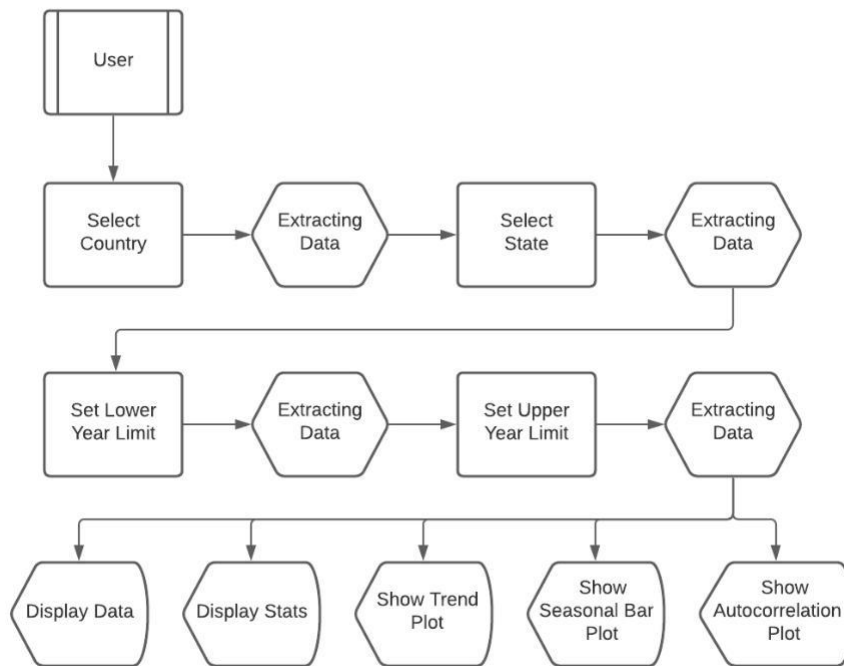 User
Select
Country
Extracting
Data
Select
State
Extracting
Data
Set Lower
Year Limit
Extracting
Data
Set Upper
Year Limit
Extracting
Data
Display Data
Display Stats
Show Trend
Plot
Show
Seasonal Bar
Plot
Show
Autocorrelation
Plot